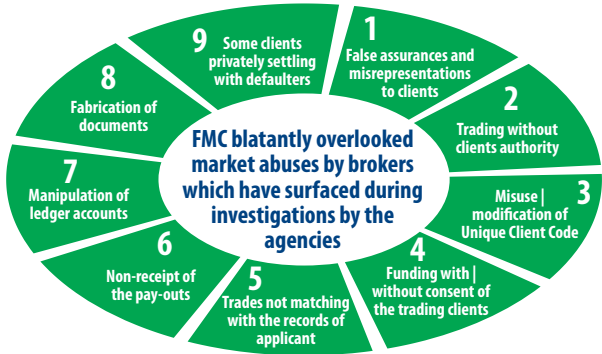 FMC blatantly overlooked
market abuses by brokers
which have surfaced during
investigations by the
agencies
1
False assurances and
misrepresentations
to clients
2
Trading without
clients authority
3
Misuse |
modification of
Unique Client Code
4
Funding with |
without consent of
the trading clients
5
Trades not matching
with the records of
applicant
6
Non-receipt of
the pay-outs
7
Manipulation of
ledger accounts
8
Fabrication of
documents
9
Some clients
privately settling
with defaulters